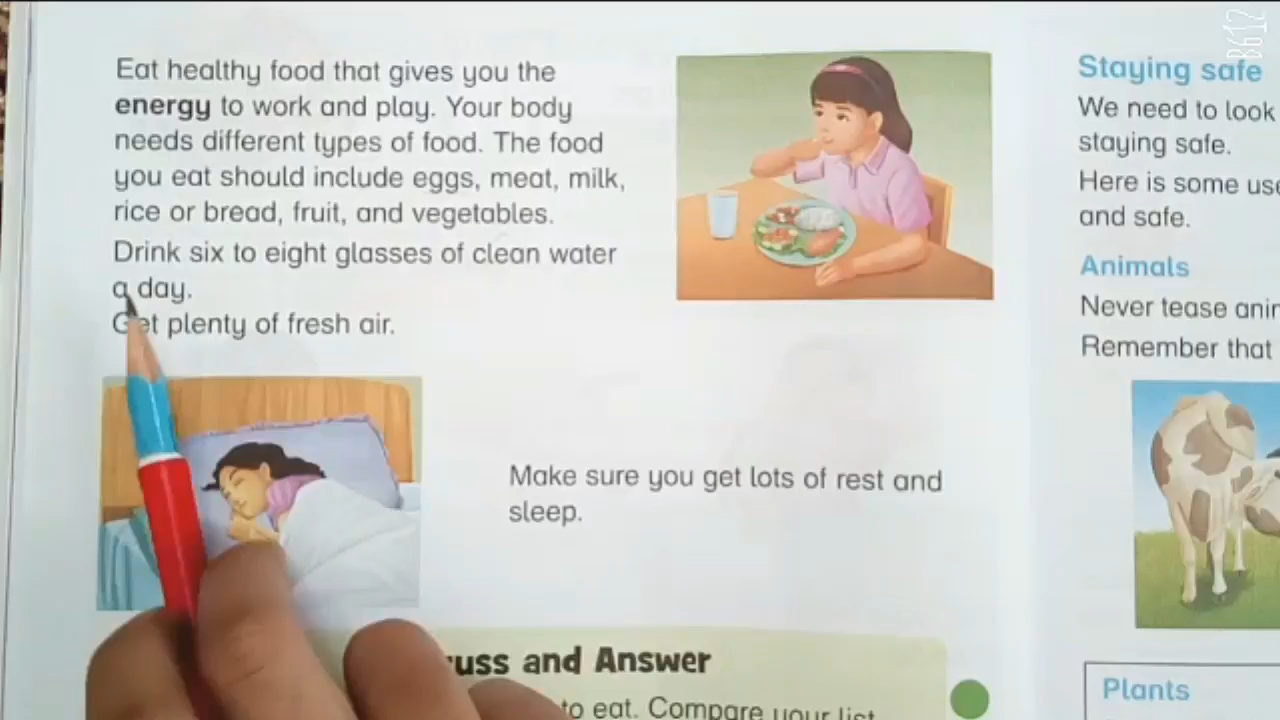 Eat healthy food that gives you the
energy to work and play. Your body
needs different types of food. The food
you eat should include eggs, meat, milk,
rice or bread, fruit, and vegetables.
Drink six to eight glasses of clean water
a day.
Get plenty of fresh air.
Make sure you get lots of rest and
sleep.
and Answer
to eat. Compare your list
Staying safe
We need to look
staying safe.
Here is some
and safe.
Animals
Never tease
Remember that
Plants
B612